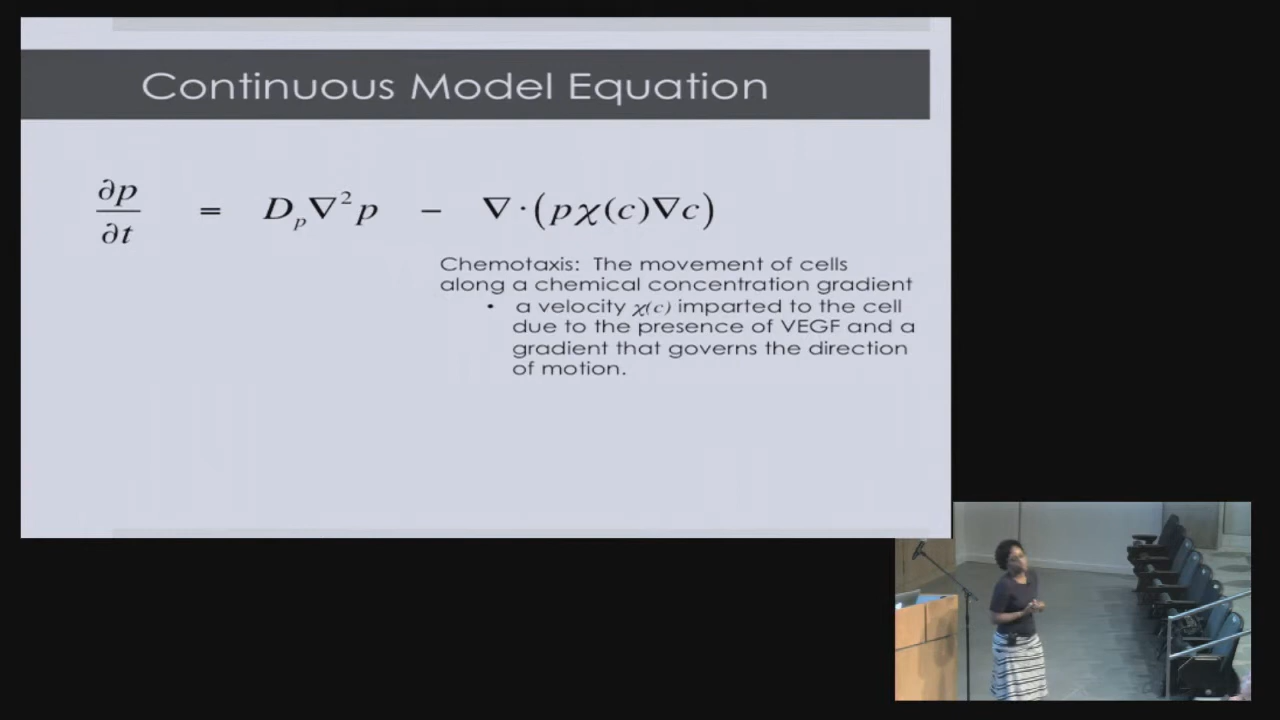 Continuous Model Equation
∂p/∂t = D_p∇²p − ∇·(pχ(c)∇c)
Chemotaxis: The movement of cells
along a chemical concentration gradient
• a velocity χ(c) imparted to the cell
due to the presence of VEGF and a
gradient that governs the direction
of motion.